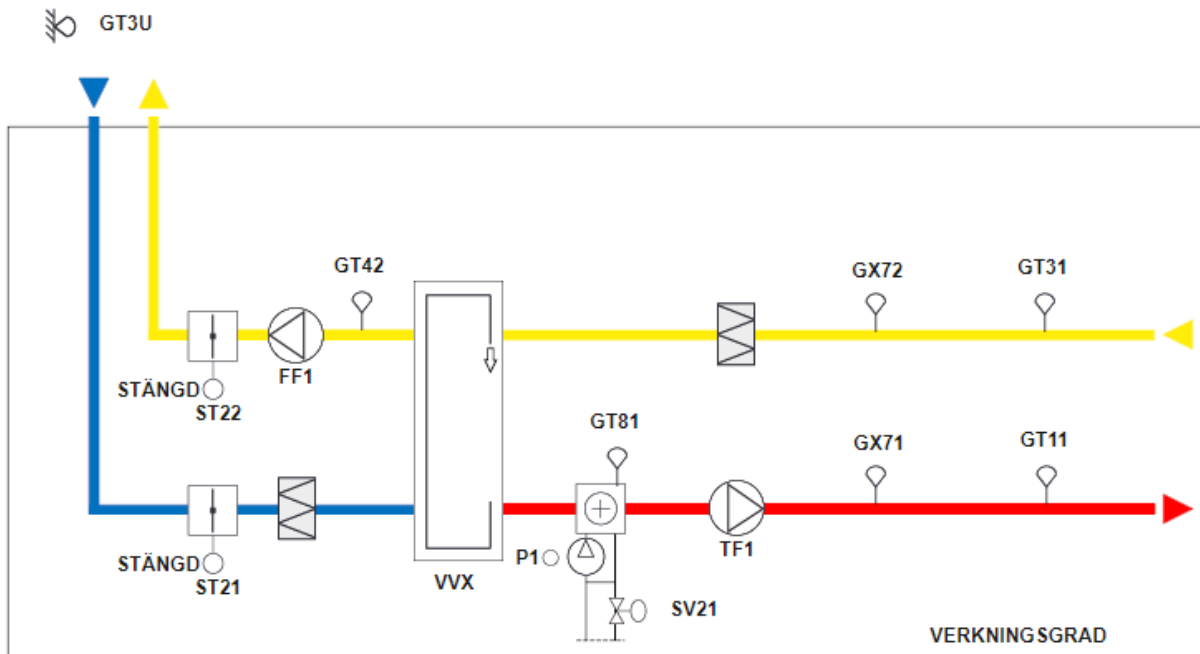 GT3U
GT42
GX72
GT31
FF1
STÄNGD
ST22
GT81
GX71
GT11
STÄNGD
ST21
VVX
P1
TF1
SV21
VERKNINGSGRAD